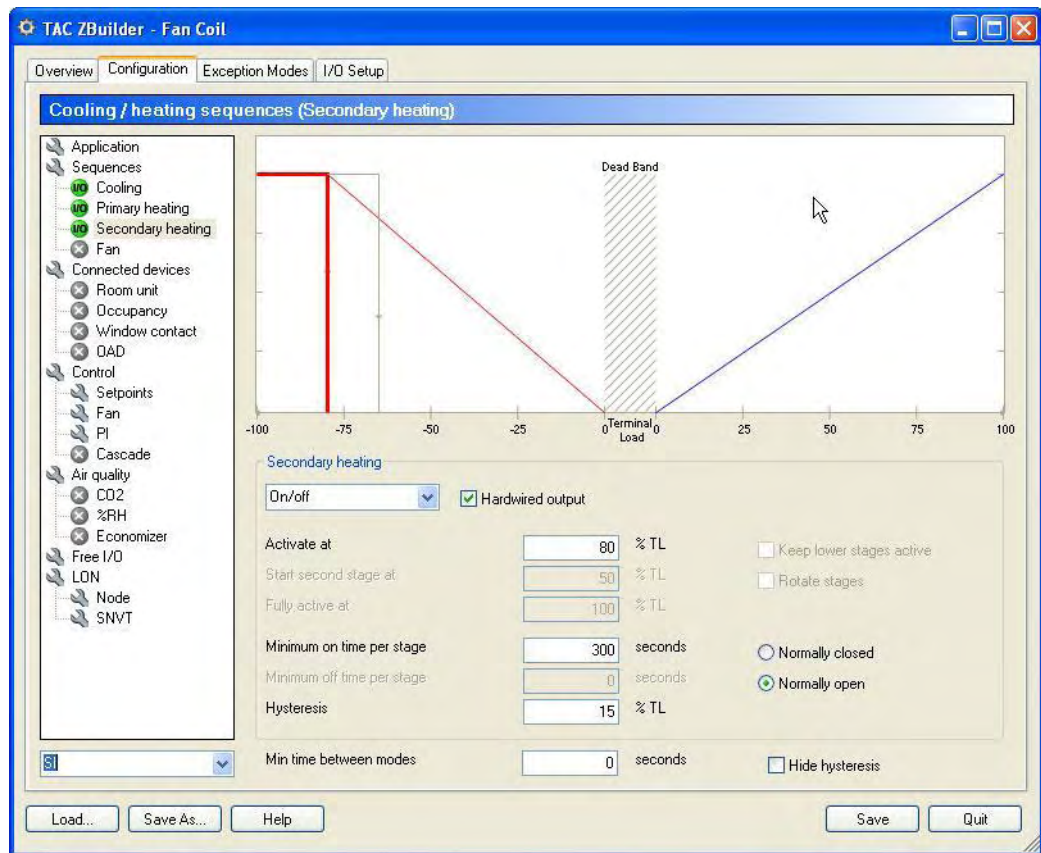 TAC ZBuilder - Fan Coil
Overview Configuration Exception Modes I/O Setup
Cooling / heating sequences (Secondary heating)
Application
Sequences
I/O Cooling
I/O Primary heating
I/O Secondary heating
Fan
Connected devices
Room unit
Occupancy
Window contact
OAD
Control
Setpoints
Fan
PI
Cascade
Air quality
CO2
%RH
Economizer
Free I/O
LON
Node
SNVT
SI
Dead Band
-100 -75 -50 -25 0 Terminal Load 0 25 50 75 100
Secondary heating
On/off Hardwired output
Activate at 80 % TL Keep lower stages active
Start second stage at 50 % TL Rotate stages
Fully active at 100 % TL
Minimum on time per stage 300 seconds Normally closed
Minimum off time per stage 0 seconds Normally open
Hysteresis 15 % TL
Min time between modes 0 seconds Hide hysteresis
Load... Save As... Help Save Quit